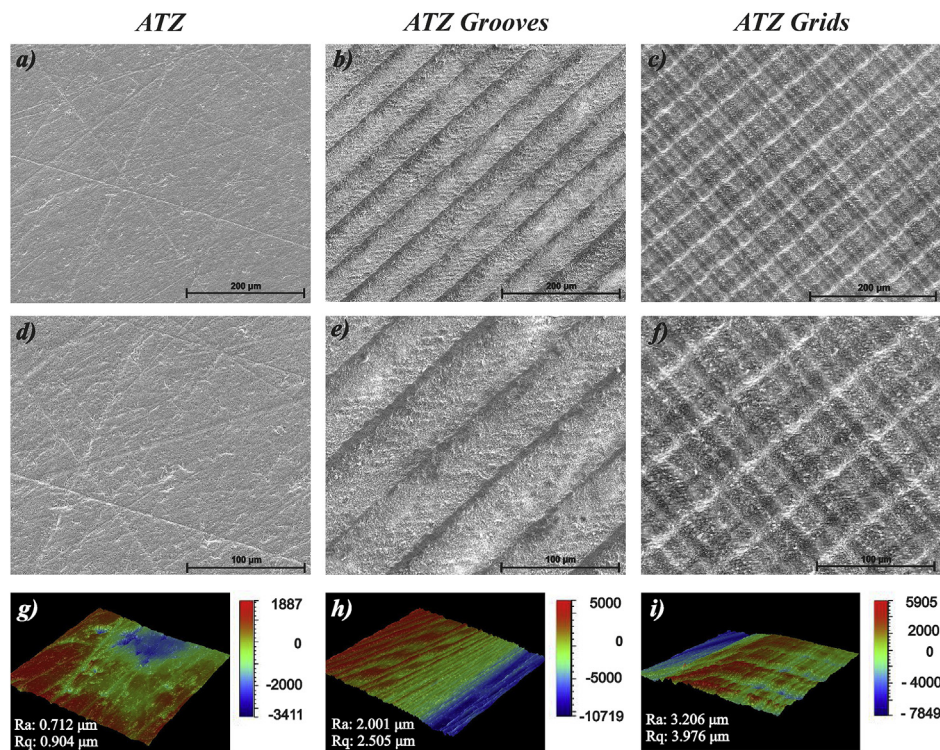 ATZ
ATZ Grooves
ATZ Grids
a)
b)
c)
200 µm
200 µm
200 µm
d)
e)
f)
100 µm
100 µm
100 µm
g)
1887
0
-2000
-3411
Ra: 0.712 µm
Rq: 0.904 µm
h)
5000
0
-5000
-10719
Ra: 2.001 µm
Rq: 2.505 µm
i)
5905
2000
0
- 4000
- 7849
Ra: 3.206 µm
Rq: 3.976 µm